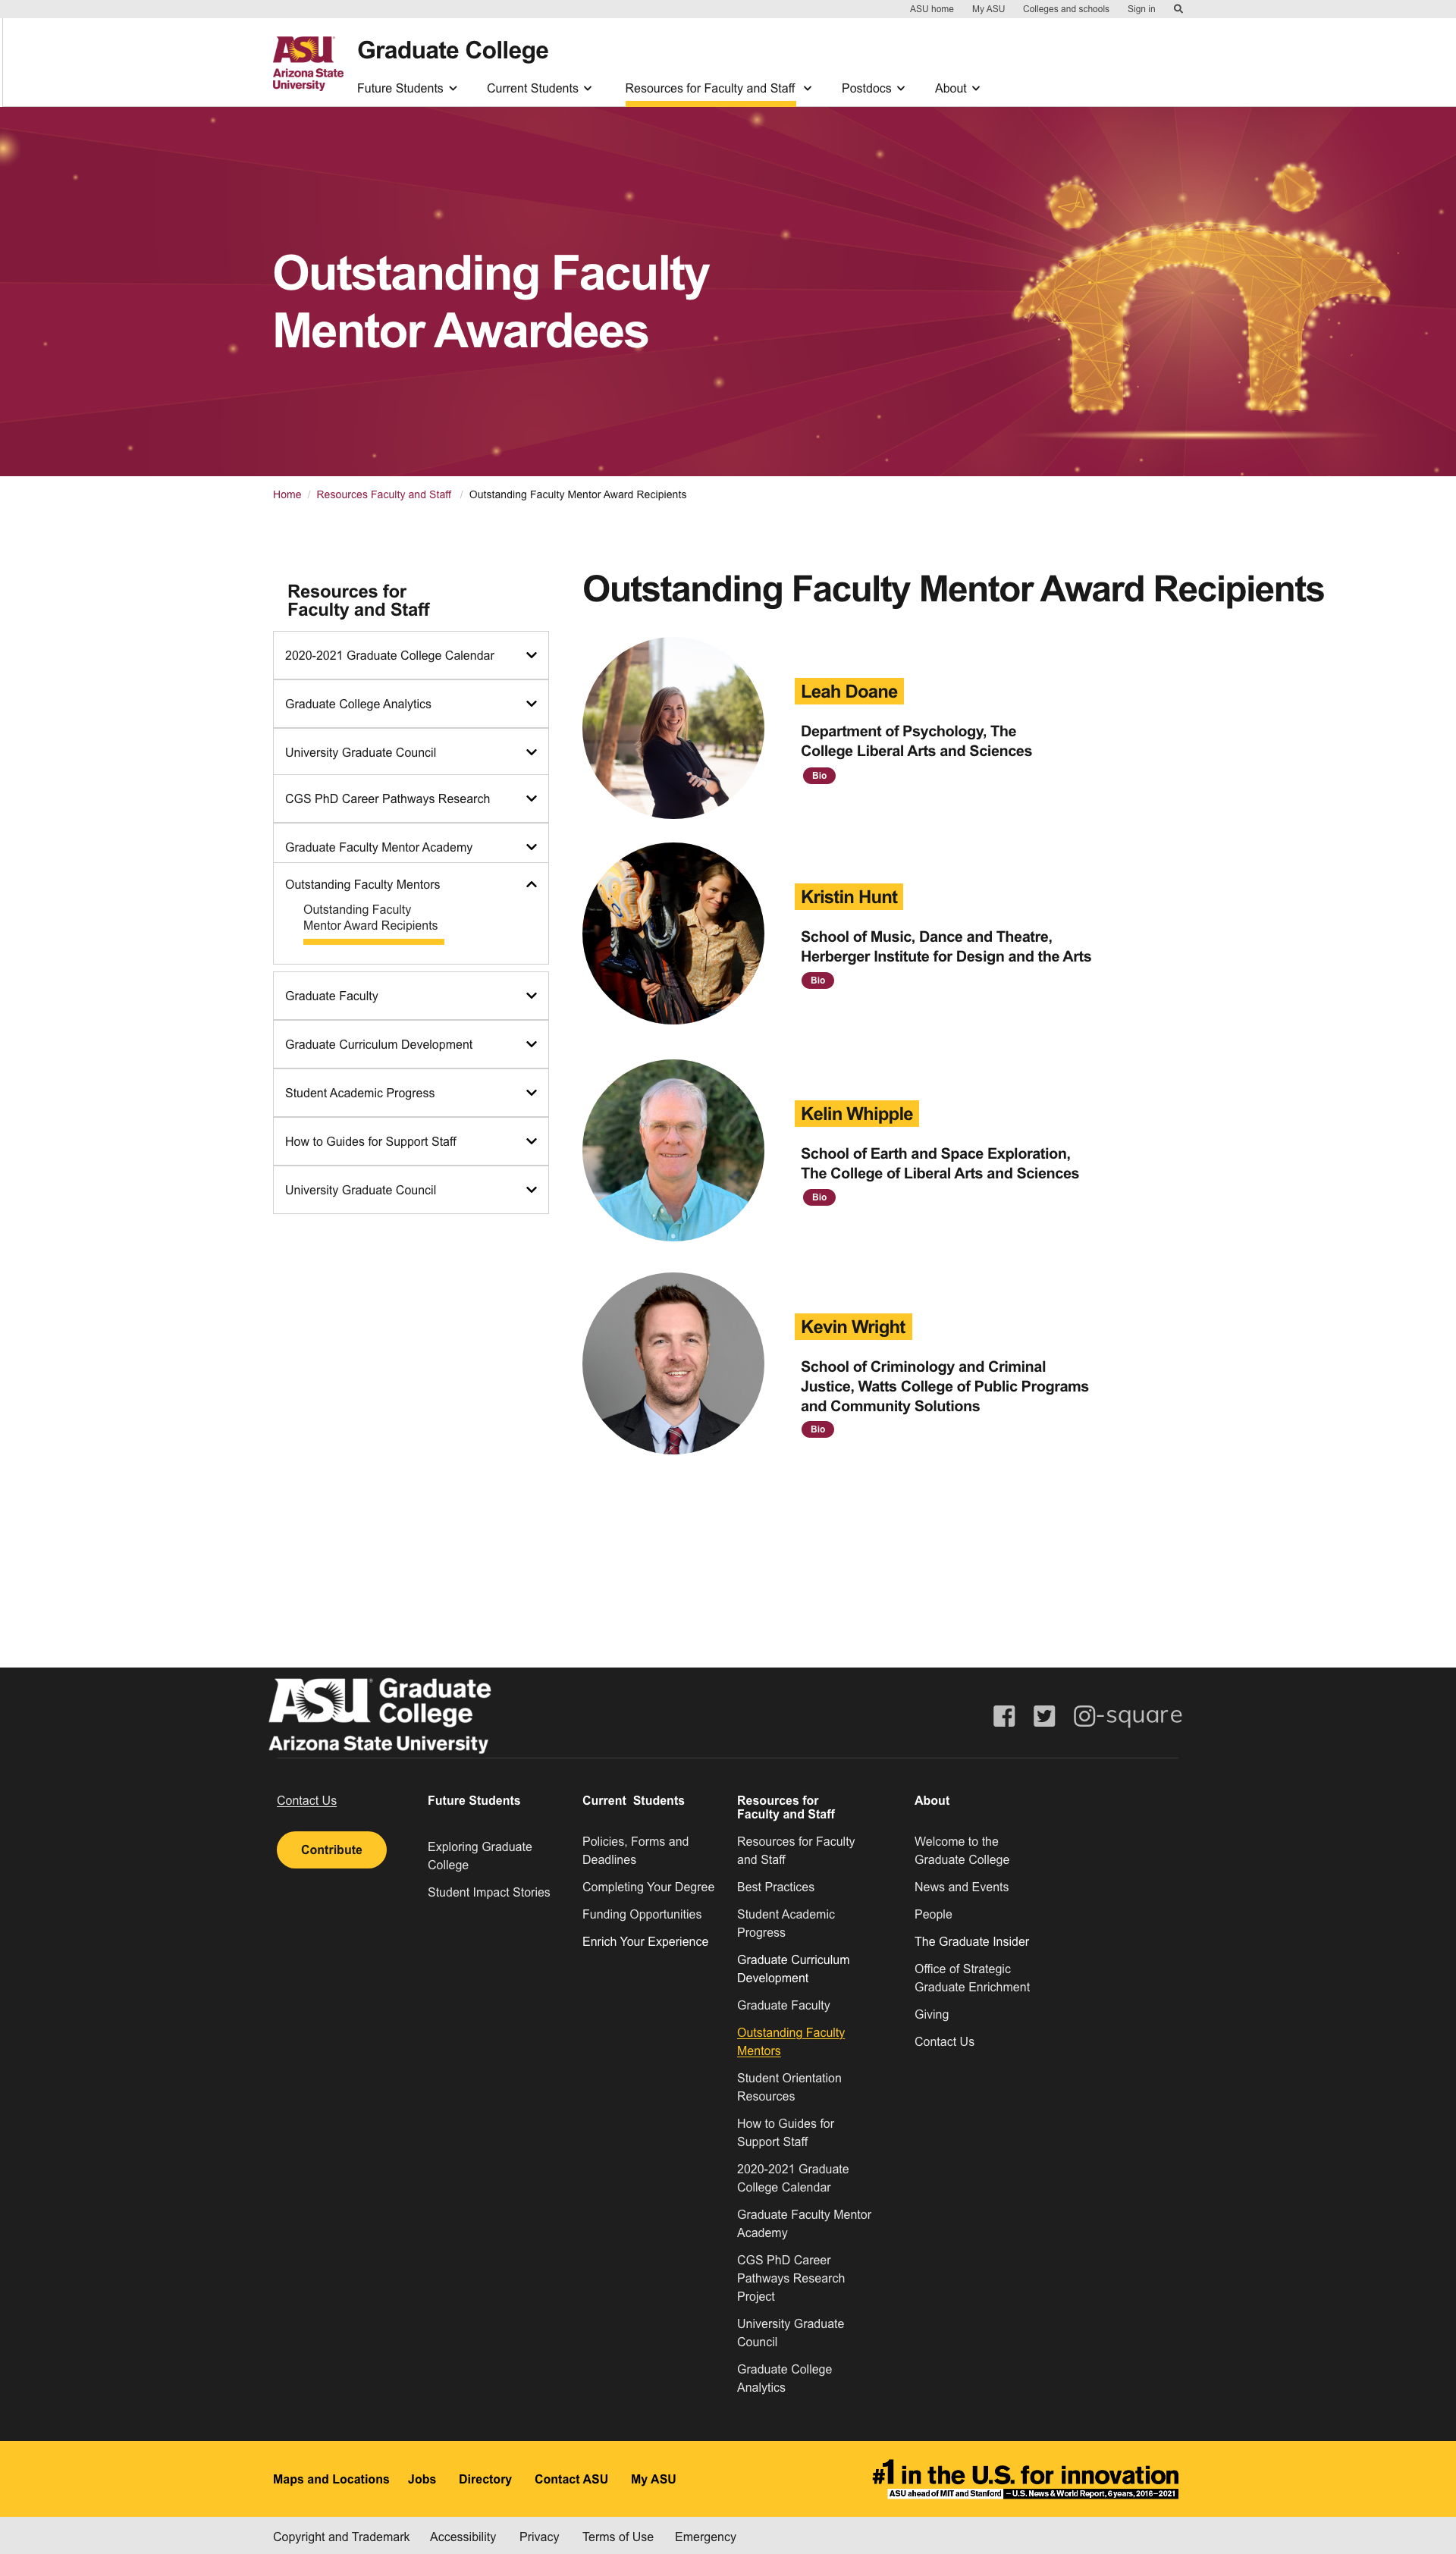 ASU home My ASU Colleges and schools Sign in
ASU
Arizona State
University
Graduate College
Future Students Current Students Resources for Faculty and Staff Postdocs About
Outstanding Faculty
Mentor Awardees
Home / Resources Faculty and Staff / Outstanding Faculty Mentor Award Recipients
Resources for
Faculty and Staff
2020-2021 Graduate College Calendar
Graduate College Analytics
University Graduate Council
CGS PhD Career Pathways Research
Graduate Faculty Mentor Academy
Outstanding Faculty Mentors
Outstanding Faculty
Mentor Award Recipients
Graduate Faculty
Graduate Curriculum Development
Student Academic Progress
How to Guides for Support Staff
University Graduate Council
Outstanding Faculty Mentor Award Recipients
Leah Doane
Department of Psychology, The
College Liberal Arts and Sciences
Bio
Kristin Hunt
School of Music, Dance and Theatre,
Herberger Institute for Design and the Arts
Bio
Kelin Whipple
School of Earth and Space Exploration,
The College of Liberal Arts and Sciences
Bio
Kevin Wright
School of Criminology and Criminal
Justice, Watts College of Public Programs
and Community Solutions
Bio
ASU Graduate
College
Arizona State University
-square
Contact Us
Contribute
Future Students
Exploring Graduate
College
Student Impact Stories
Current Students
Policies, Forms and
Deadlines
Completing Your Degree
Funding Opportunities
Enrich Your Experience
Resources for
Faculty and Staff
Resources for Faculty
and Staff
Best Practices
Student Academic
Progress
Graduate Curriculum
Development
Graduate Faculty
Outstanding Faculty
Mentors
Student Orientation
Resources
How to Guides for
Support Staff
2020-2021 Graduate
College Calendar
Graduate Faculty Mentor
Academy
CGS PhD Career
Pathways Research
Project
University Graduate
Council
Graduate College
Analytics
About
Welcome to the
Graduate College
News and Events
People
The Graduate Insider
Office of Strategic
Graduate Enrichment
Giving
Contact Us
Maps and Locations Jobs Directory Contact ASU My ASU
#1 in the U.S. for innovation
ASU ahead of MIT and Stanford – U.S. News & World Report, 6 years, 2016–2021
Copyright and Trademark Accessibility Privacy Terms of Use Emergency